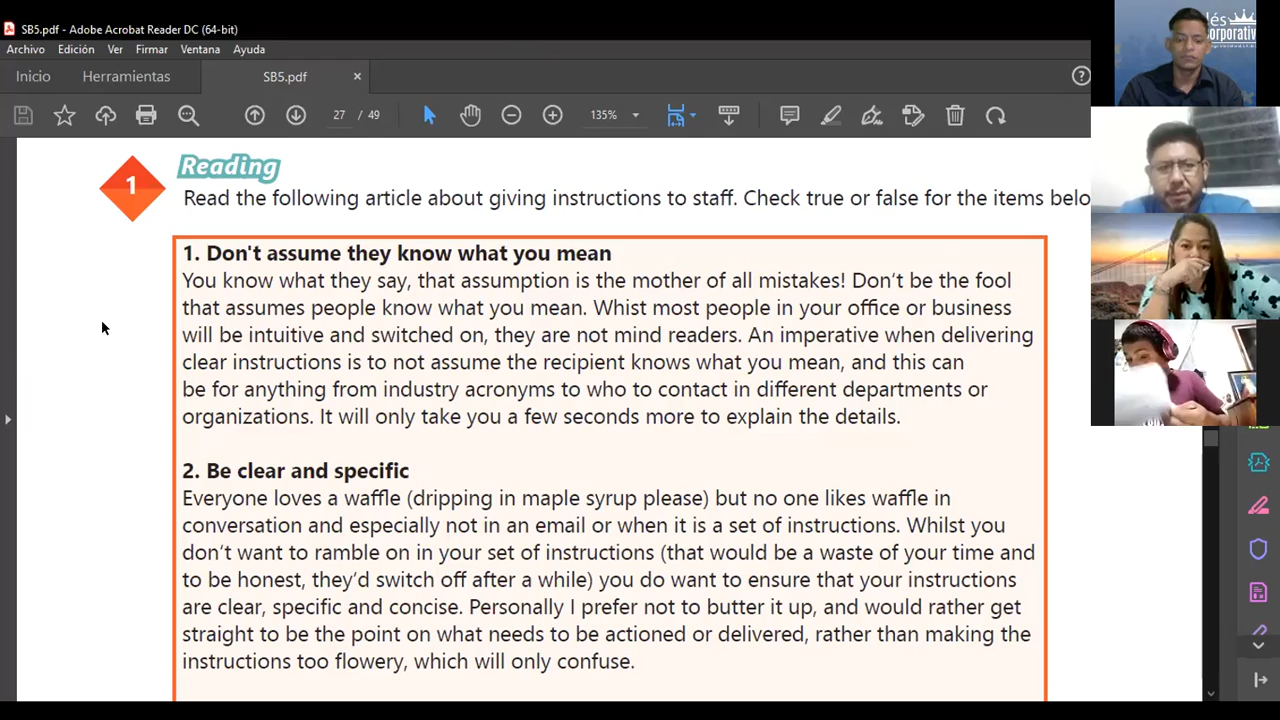 SB5.pdf - Adobe Acrobat Reader DC (64-bit)
Archivo Edición Ver Firmar Ventana Ayuda
Inicio Herramientas SB5.pdf ×
27 / 49 135%
1
Reading
Read the following article about giving instructions to staff. Check true or false for the items belo
1. Don't assume they know what you mean
You know what they say, that assumption is the mother of all mistakes! Don't be the fool
that assumes people know what you mean. Whist most people in your office or business
will be intuitive and switched on, they are not mind readers. An imperative when delivering
clear instructions is to not assume the recipient knows what you mean, and this can
be for anything from industry acronyms to who to contact in different departments or
organizations. It will only take you a few seconds more to explain the details.
2. Be clear and specific
Everyone loves a waffle (dripping in maple syrup please) but no one likes waffle in
conversation and especially not in an email or when it is a set of instructions. Whilst you
don't want to ramble on in your set of instructions (that would be a waste of your time and
to be honest, they'd switch off after a while) you do want to ensure that your instructions
are clear, specific and concise. Personally I prefer not to butter it up, and would rather get
straight to be the point on what needs to be actioned or delivered, rather than making the
instructions too flowery, which will only confuse.